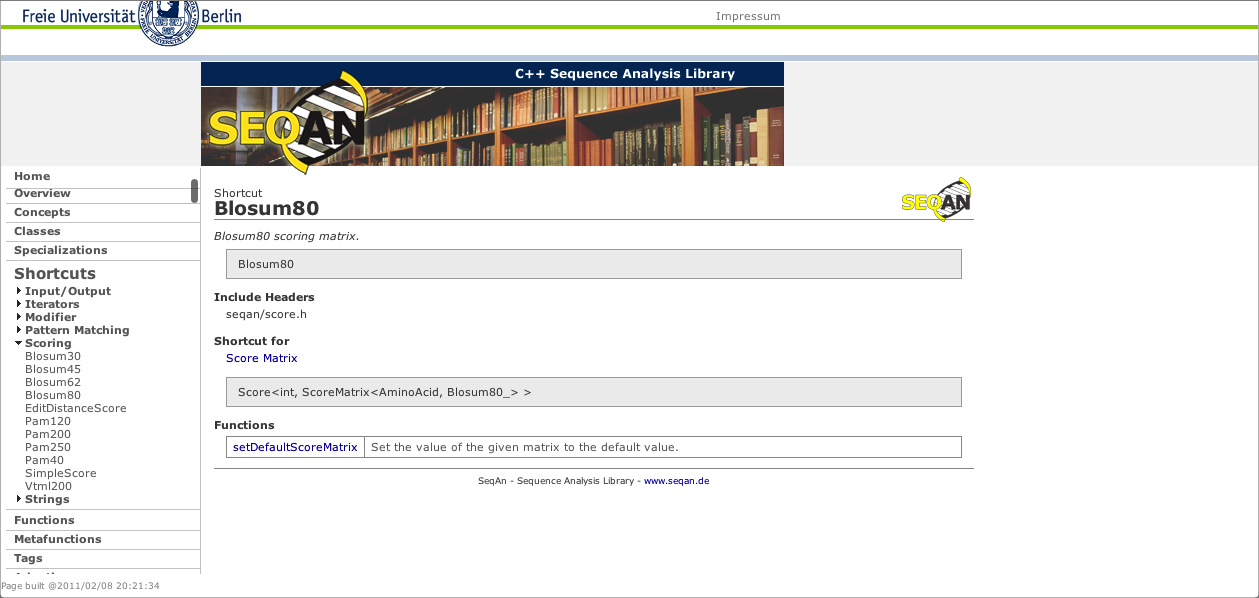 Freie Universität Berlin
Impressum
C++ Sequence Analysis Library
SEQAN
Home
Overview
Concepts
Classes
Specializations
Shortcuts
Input/Output
Iterators
Modifier
Pattern Matching
Scoring
Blosum30
Blosum45
Blosum62
Blosum80
EditDistanceScore
Pam120
Pam200
Pam250
Pam40
SimpleScore
Vtml200
Strings
Functions
Metafunctions
Tags
Shortcut
Blosum80
SEQAN
Blosum80 scoring matrix.
Blosum80
Include Headers
seqan/score.h
Shortcut for
Score Matrix
Score<int, ScoreMatrix<AminoAcid, Blosum80_> >
Functions
setDefaultScoreMatrix Set the value of the given matrix to the default value.
SeqAn - Sequence Analysis Library - www.seqan.de
Page built @2011/02/08 20:21:34